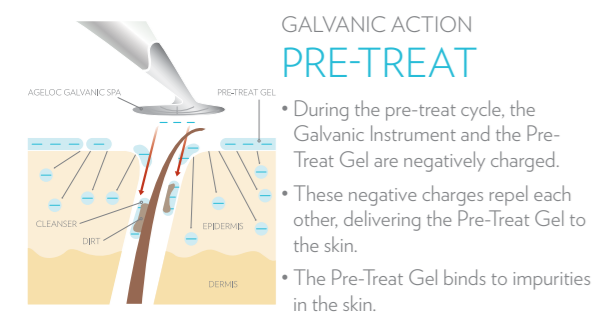 GALVANIC ACTION
PRE-TREAT
AGELOC GALVANIC SPA
PRE-TREAT GEL
CLEANSER
DIRT
EPIDERMIS
DERMIS
• During the pre-treat cycle, the
Galvanic Instrument and the Pre-
Treat Gel are negatively charged.
• These negative charges repel each
other, delivering the Pre-Treat Gel to
the skin.
• The Pre-Treat Gel binds to impurities
in the skin.